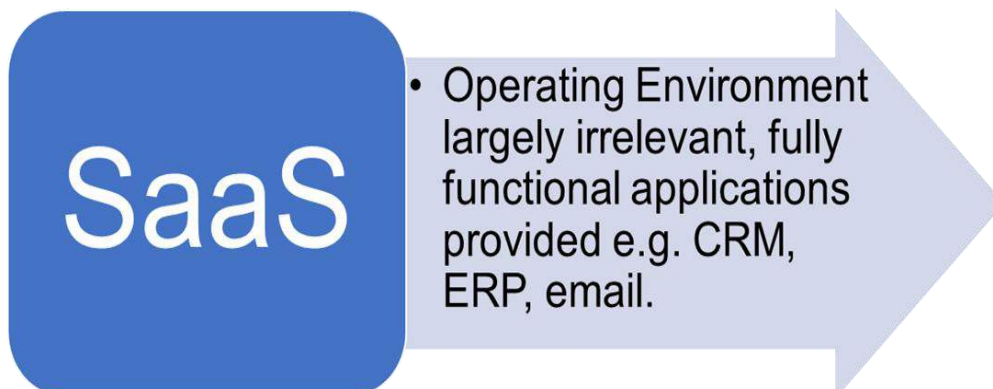 SaaS
• Operating Environment
largely irrelevant, fully
functional applications
provided e.g. CRM,
ERP, email.